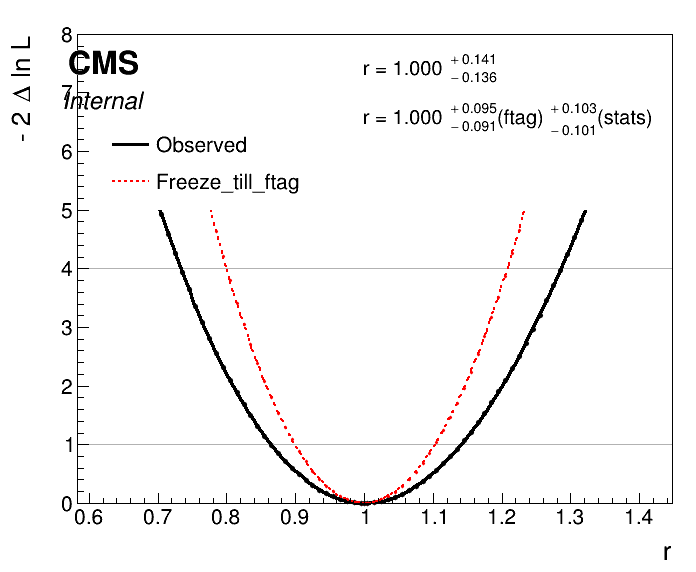 - 2 Δ ln L
8
CMS
7
Internal
r = 1.000 + 0.141 - 0.136
r = 1.000 + 0.095 - 0.091 (ftag) + 0.103 - 0.101 (stats)
Observed
6
Freeze_till_ftag
5
4
3
2
1
0
0.6 0.7 0.8 0.9 1 1.1 1.2 1.3 1.4
r